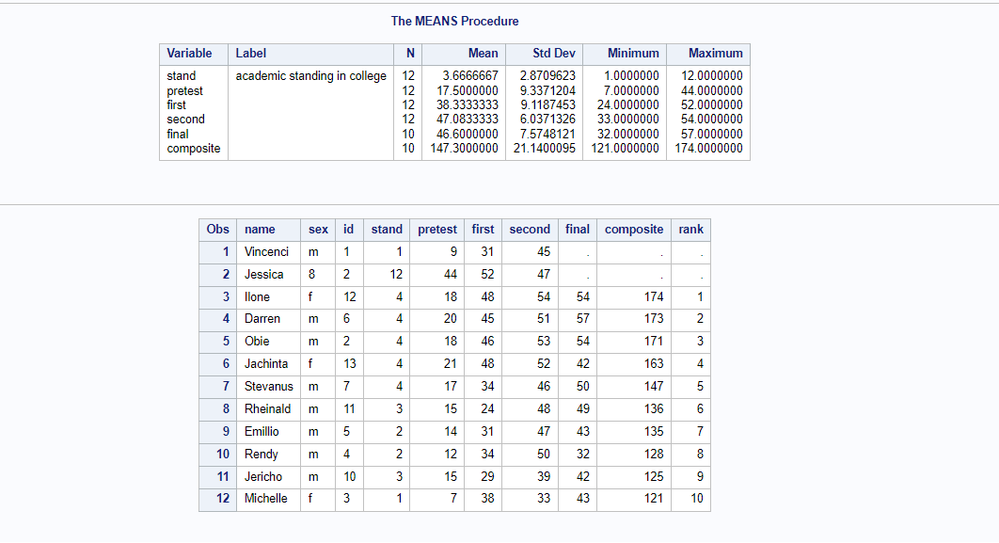 The MEANS Procedure
Variable Label N Mean Std Dev Minimum Maximum
stand academic standing in college 12 3.6666667 2.8709623 1.0000000 12.0000000
pretest 12 17.5000000 9.3371204 7.0000000 44.0000000
first 12 38.3333333 9.1187453 24.0000000 52.0000000
second 12 47.0833333 6.0371326 33.0000000 54.0000000
final 10 46.6000000 7.5748121 32.0000000 57.0000000
composite 10 147.3000000 21.1400095 121.0000000 174.0000000
Obs name sex id stand pretest first second final composite rank
1 Vincenci m 1 1 9 31 45 . . .
2 Jessica 8 2 12 44 52 47 . . .
3 Ilone f 12 4 18 48 54 54 174 1
4 Darren m 6 4 20 45 51 57 173 2
5 Obie m 2 4 18 46 53 54 171 3
6 Jachinta f 13 4 21 48 52 42 163 4
7 Stevanus m 7 4 17 34 46 50 147 5
8 Rheinald m 11 3 15 24 48 49 136 6
9 Emillio m 5 2 14 31 47 43 135 7
10 Rendy m 4 2 12 34 50 32 128 8
11 Jericho m 10 3 15 29 39 42 125 9
12 Michelle f 3 1 7 38 33 43 121 10